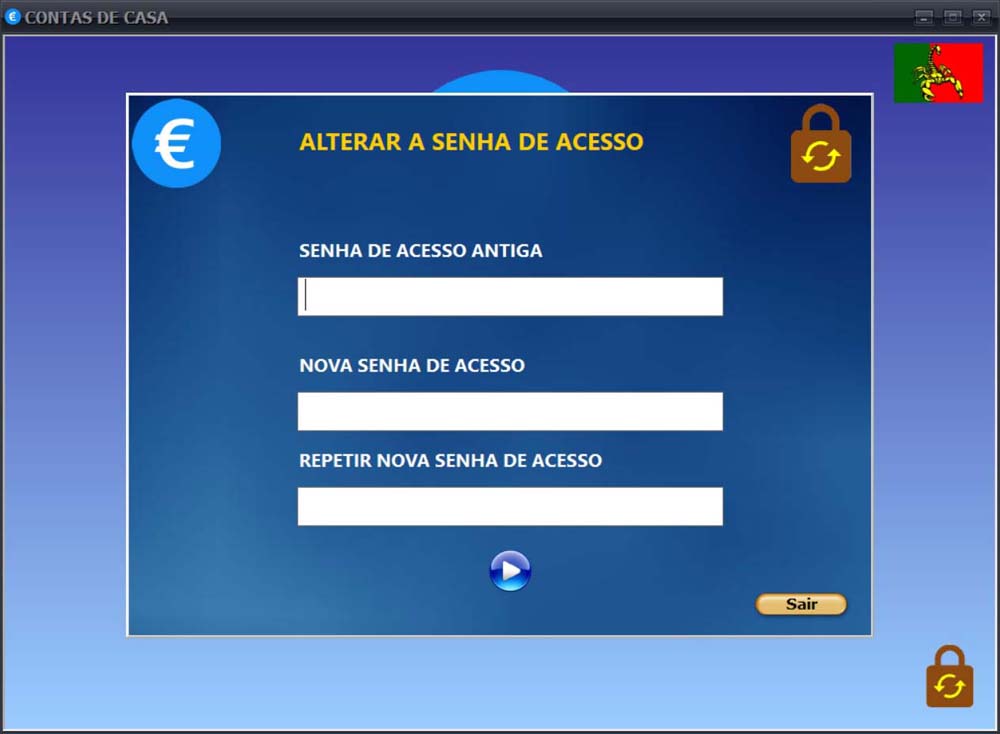 € CONTAS DE CASA
€
ALTERAR A SENHA DE ACESSO
SENHA DE ACESSO ANTIGA
NOVA SENHA DE ACESSO
REPETIR NOVA SENHA DE ACESSO
Sair